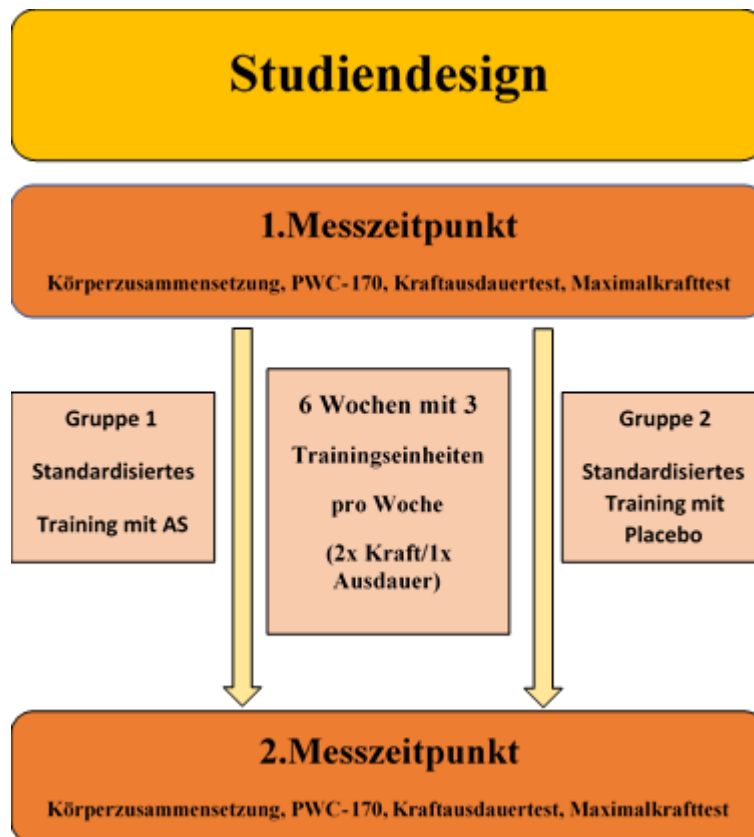 Studiendesign
1.Messzeitpunkt
Körperzusammensetzung, PWC-170, Kraftausdauertest, Maximalkrafttest
Gruppe 1
Standardisiertes
Training mit AS
6 Wochen mit 3
Trainingseinheiten
pro Woche
(2x Kraft/1x
Ausdauer)
Gruppe 2
Standardisiertes
Training mit
Placebo
2.Messzeitpunkt
Körperzusammensetzung, PWC-170, Kraftausdauertest, Maximalkrafttest